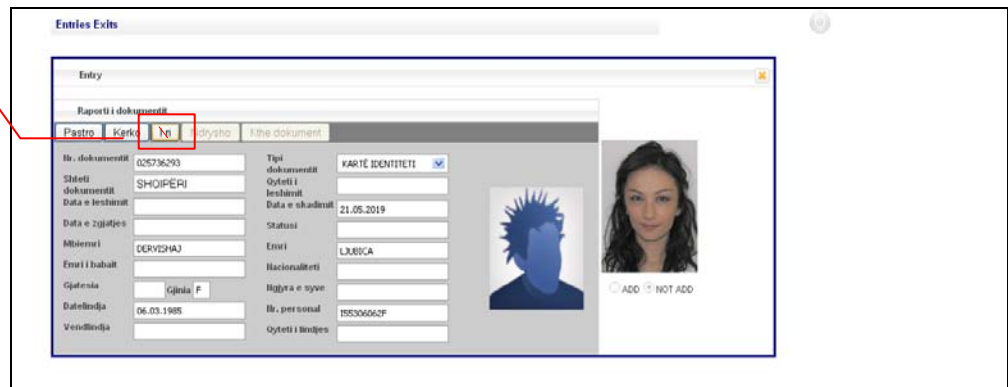 Entries Exits
Entry
Raporti i dokumentit
Pastro Kerko I ri Ndrysho Kthe dokument
Nr. dokumentit 025736293 Tipi dokumentit KARTË IDENTITETI
Shteti dokumentit SHQIPËRI Qyteti i leshimit
Data e leshimit Data e skadimit 21.05.2019
Data e zgjatjes Statusi
Mbiemri DERVISHAJ Emri LJUBICA
Emri i babait Nacionaliteti
Gjatesia Gjinia F Ngjyra e syve
Datelindja 06.03.1985 Nr. personal I55306062F
Vendlindja Qyteti i lindjes
ADD NOT ADD